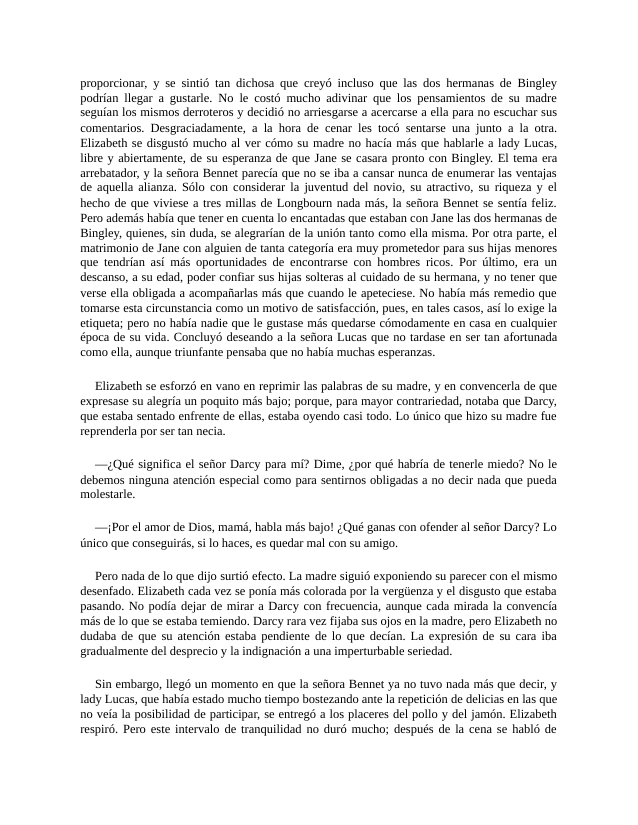 proporcionar, y se sintió tan dichosa que creyó incluso que las dos hermanas de Bingley
podrían llegar a gustarle. No le costó mucho adivinar que los pensamientos de su madre
seguían los mismos derroteros y decidió no arriesgarse a acercarse a ella para no escuchar sus
comentarios. Desgraciadamente, a la hora de cenar les tocó sentarse una junto a la otra.
Elizabeth se disgustó mucho al ver cómo su madre no hacía más que hablarle a lady Lucas,
libre y abiertamente, de su esperanza de que Jane se casara pronto con Bingley. El tema era
arrebatador, y la señora Bennet parecía que no se iba a cansar nunca de enumerar las ventajas
de aquella alianza. Sólo con considerar la juventud del novio, su atractivo, su riqueza y el
hecho de que viviese a tres millas de Longbourn nada más, la señora Bennet se sentía feliz.
Pero además había que tener en cuenta lo encantadas que estaban con Jane las dos hermanas de
Bingley, quienes, sin duda, se alegrarían de la unión tanto como ella misma. Por otra parte, el
matrimonio de Jane con alguien de tanta categoría era muy prometedor para sus hijas menores
que tendrían así más oportunidades de encontrarse con hombres ricos. Por último, era un
descanso, a su edad, poder confiar sus hijas solteras al cuidado de su hermana, y no tener que
verse ella obligada a acompañarlas más que cuando le apeteciese. No había más remedio que
tomarse esta circunstancia como un motivo de satisfacción, pues, en tales casos, así lo exige la
etiqueta; pero no había nadie que le gustase más quedarse cómodamente en casa en cualquier
época de su vida. Concluyó deseando a la señora Lucas que no tardase en ser tan afortunada
como ella, aunque triunfante pensaba que no había muchas esperanzas.
Elizabeth se esforzó en vano en reprimir las palabras de su madre, y en convencerla de que
expresase su alegría un poquito más bajo; porque, para mayor contrariedad, notaba que Darcy,
que estaba sentado enfrente de ellas, estaba oyendo casi todo. Lo único que hizo su madre fue
reprenderla por ser tan necia.
—¿Qué significa el señor Darcy para mí? Dime, ¿por qué habría de tenerle miedo? No le
debemos ninguna atención especial como para sentirnos obligadas a no decir nada que pueda
molestarle.
—¡Por el amor de Dios, mamá, habla más bajo! ¿Qué ganas con ofender al señor Darcy? Lo
único que conseguirás, si lo haces, es quedar mal con su amigo.
Pero nada de lo que dijo surtió efecto. La madre siguió exponiendo su parecer con el mismo
desenfado. Elizabeth cada vez se ponía más colorada por la vergüenza y el disgusto que estaba
pasando. No podía dejar de mirar a Darcy con frecuencia, aunque cada mirada la convencía
más de lo que se estaba temiendo. Darcy rara vez fijaba sus ojos en la madre, pero Elizabeth no
dudaba de que su atención estaba pendiente de lo que decían. La expresión de su cara iba
gradualmente del desprecio y la indignación a una imperturbable seriedad.
Sin embargo, llegó un momento en que la señora Bennet ya no tuvo nada más que decir, y
lady Lucas, que había estado mucho tiempo bostezando ante la repetición de delicias en las que
no veía la posibilidad de participar, se entregó a los placeres del pollo y del jamón. Elizabeth
respiró. Pero este intervalo de tranquilidad no duró mucho; después de la cena se habló de